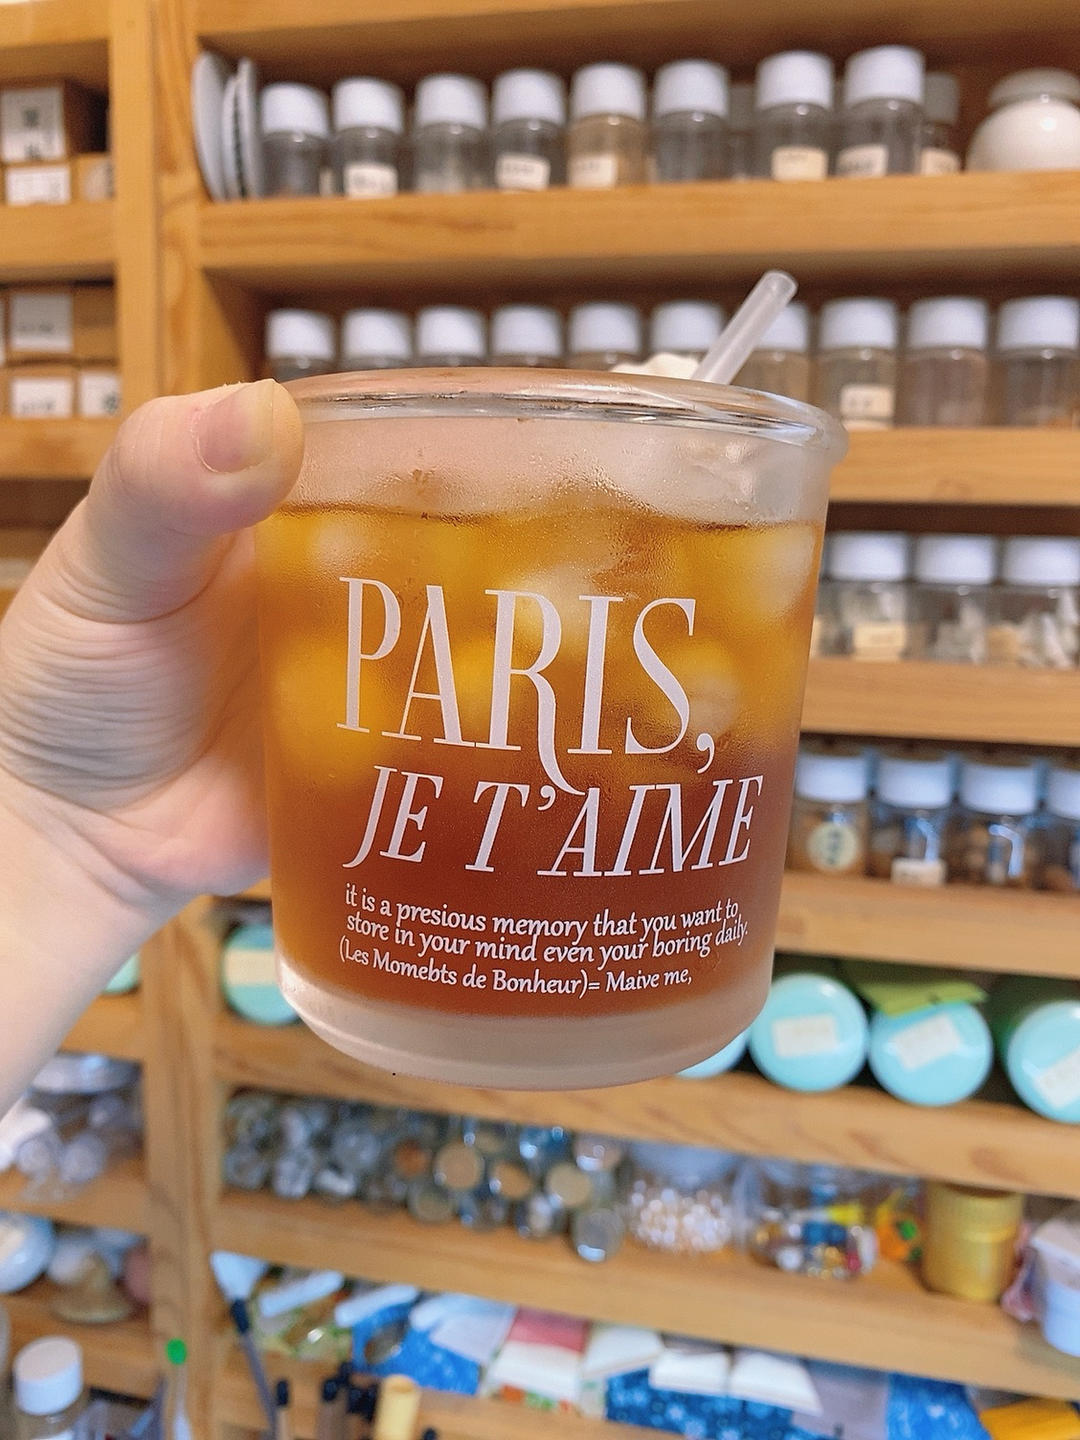 PARIS,
JE T'AIME
it is a presious memory that you want to
store in your mind even your boring daily.
(Les Momebts de Bonheur)= Maive me,